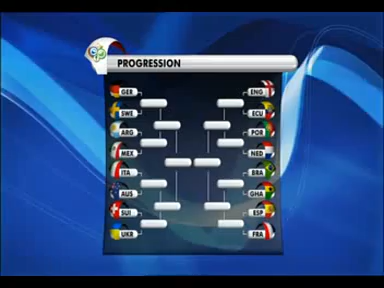 PROGRESSION
GER
SWE
ARG
MEX
ITA
AUS
SUI
UKR
ENG
ECU
POR
NED
BRA
GHA
ESP
FRA